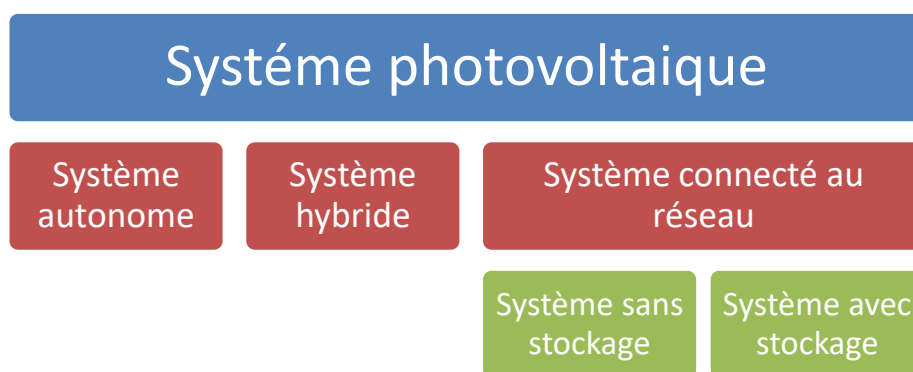 Systéme photovoltaique
Système
autonome
Système
hybride
Système connecté au
réseau
Système sans
stockage
Système avec
stockage